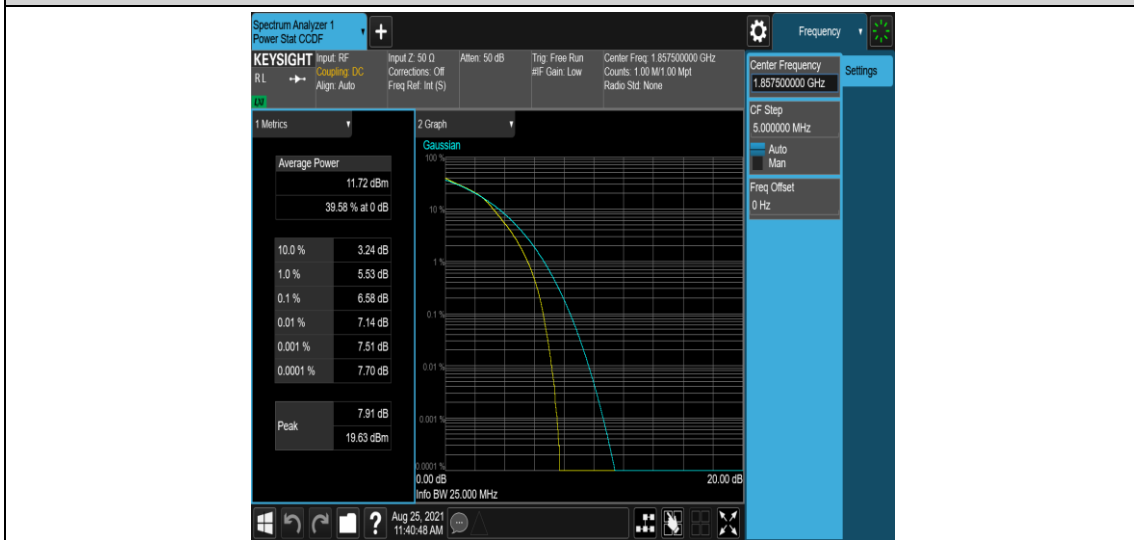 Spectrum Analyzer 1
Power Stat CCDF
+
Frequency
KEYSIGHT
RL
LXI
Input: RF
Coupling: DC
Align: Auto
Input Z: 50 Ω
Corrections: Off
Freq Ref: Int (S)
Atten: 50 dB
Trig: Free Run
#IF Gain: Low
Center Freq: 1.857500000 GHz
Counts: 1.00 M/1.00 Mpt
Radio Std: None
Center Frequency
1.857500000 GHz
Settings
CF Step
5.000000 MHz
Auto
Man
Freq Offset
0 Hz
1 Metrics
Average Power
11.72 dBm
39.58 % at 0 dB
10.0 % 3.24 dB
1.0 % 5.53 dB
0.1 % 6.58 dB
0.01 % 7.14 dB
0.001 % 7.51 dB
0.0001 % 7.70 dB
Peak
7.91 dB
19.63 dBm
2 Graph
Gaussian
100 %
10 %
1 %
0.1 %
0.01 %
0.001 %
0.0001 %
0.00 dB 20.00 dB
Info BW 25.000 MHz
?
Aug 25, 2021
11:40:48 AM